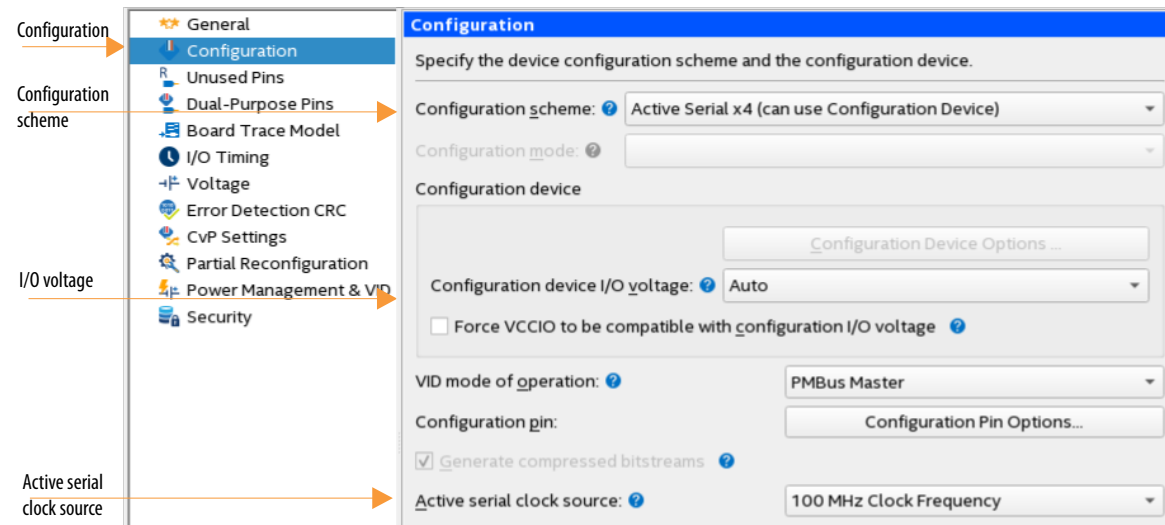 Configuration
Configuration
scheme
I/O voltage
Active serial
clock source
General
Configuration
Unused Pins
Dual-Purpose Pins
Board Trace Model
I/O Timing
Voltage
Error Detection CRC
CvP Settings
Partial Reconfiguration
Power Management & VID
Security
Configuration
Specify the device configuration scheme and the configuration device.
Configuration scheme: Active Serial x4 (can use Configuration Device)
Configuration mode:
Configuration device
Configuration Device Options ...
Configuration device I/O voltage: Auto
Force VCCIO to be compatible with configuration I/O voltage
VID mode of operation: PMBus Master
Configuration pin: Configuration Pin Options...
Generate compressed bitstreams
Active serial clock source: 100 MHz Clock Frequency